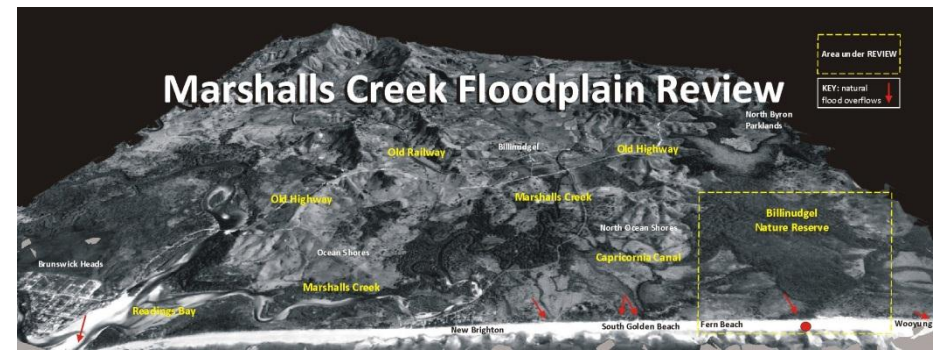 Area under REVIEW
Marshalls Creek Floodplain Review
KEY: natural
flood overflows
North Byron
Parklands
Old Railway
Billinudgel
Old Highway
Old Highway
Marshalls Creek
Billinudgel
Nature Reserve
North Ocean Shores
Ocean Shores
Capricornia Canal
Brunswick Heads
Marshalls Creek
Readings Bay
New Brighton
South Golden Beach
Fern Beach
Wooyung